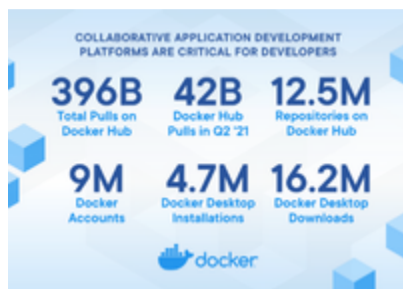 COLLABORATIVE APPLICATION DEVELOPMENT
PLATFORMS ARE CRITICAL FOR DEVELOPERS
396B 42B 12.5M
Total Pulls on Docker Hub Repositories on
Docker Hub Pulls in Q2 '21 Docker Hub
9M 4.7M 16.2M
Docker Docker Desktop Docker Desktop
Accounts Installations Downloads
docker